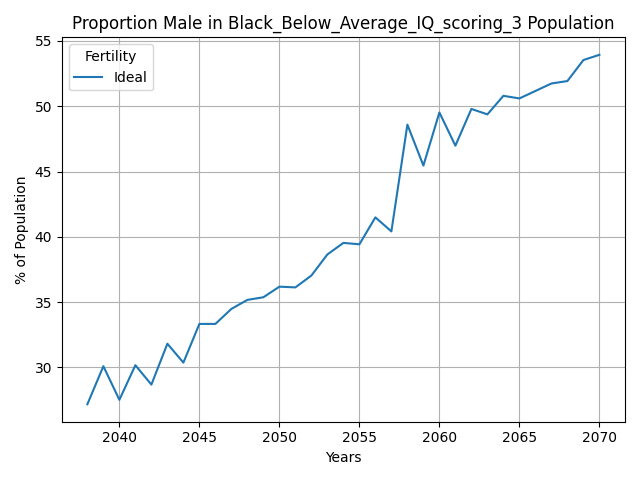 Proportion Male in Black_Below_Average_IQ_scoring_3 Population
55
50
45
40
35
30
% of Population
Fertility
Ideal
2040 2045 2050 2055 2060 2065 2070
Years